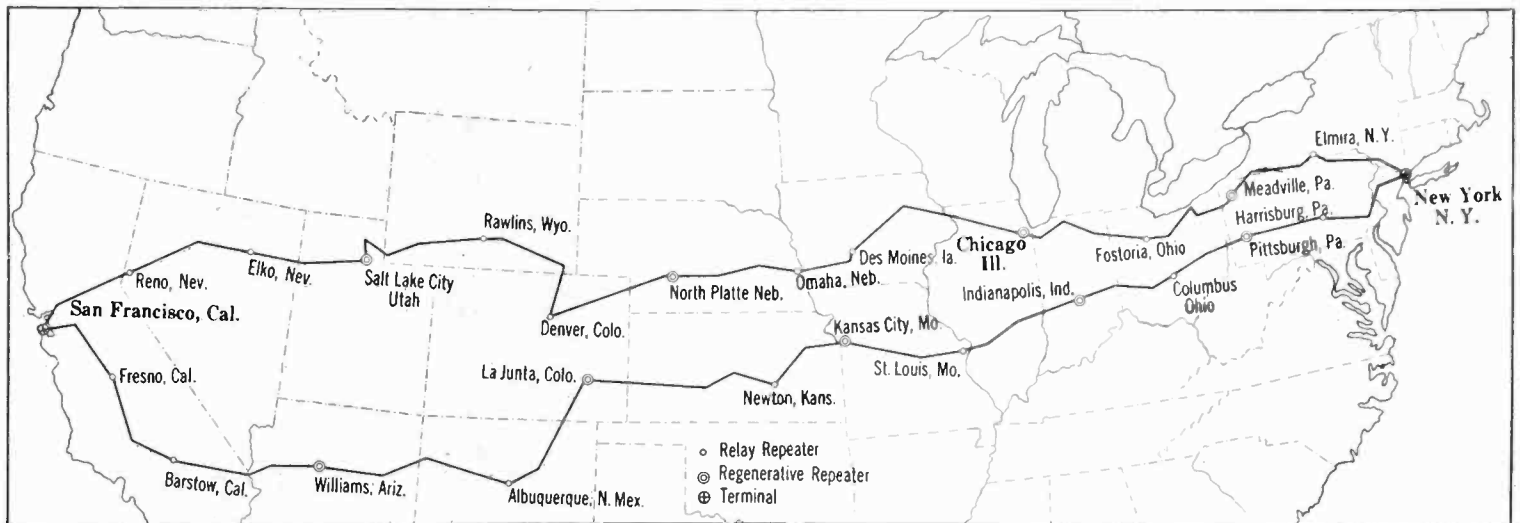 Elmira, N.Y.
Meadville, Pa.
New York
N. Y.
Harrisburg, Pa.
Rawlins, Wyo.
Chicago
Ill.
Fostoria, Ohio
Pittsburgh, Pa.
Des Moines, Ia.
Elko, Nev.
Reno, Nev.
Salt Lake City
Utah
North Platte Neb.
Omaha, Neb.
Columbus
Ohio
Indianapolis, Ind.
San Francisco, Cal.
Denver, Colo.
Kansas City, Mo.
St. Louis, Mo.
Fresno, Cal.
La Junta, Colo.
Newton, Kans.
Relay Repeater
Regenerative Repeater
Terminal
Barstow, Cal.
Williams, Ariz.
Albuquerque, N. Mex.